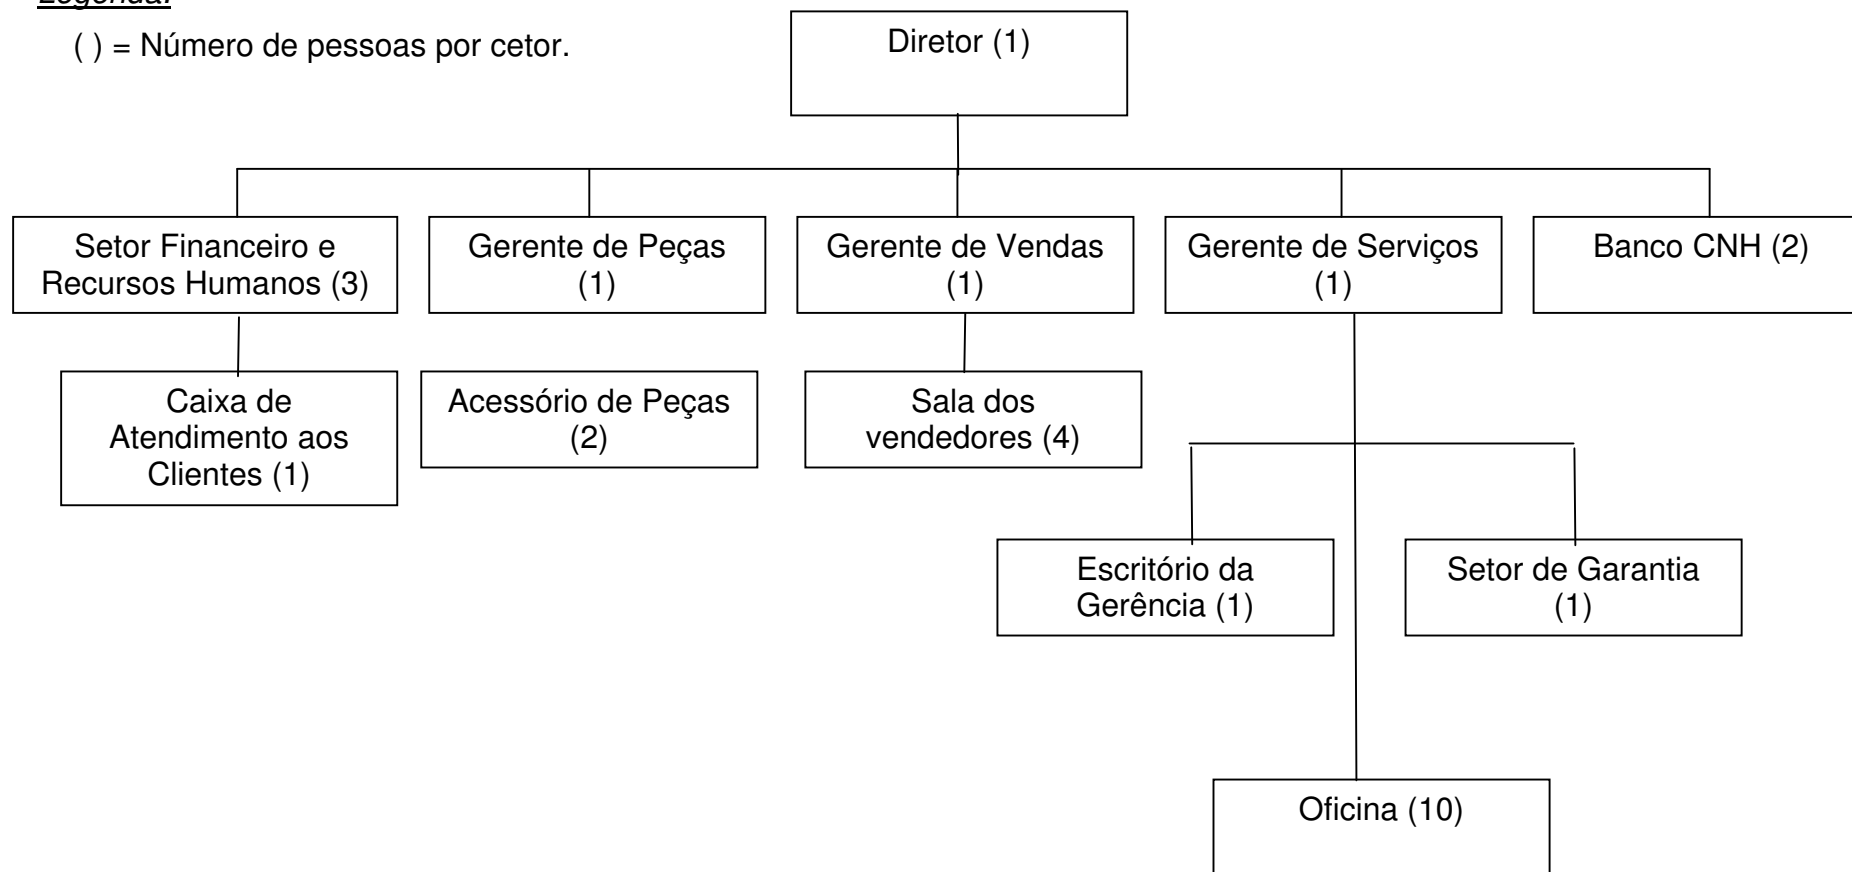 Legenda:
( ) = Número de pessoas por cetor.
Diretor (1)
Setor Financeiro e
Recursos Humanos (3)
Gerente de Peças
(1)
Gerente de Vendas
(1)
Gerente de Serviços
(1)
Banco CNH (2)
Caixa de
Atendimento aos
Clientes (1)
Acessório de Peças
(2)
Sala dos
vendedores (4)
Escritório da
Gerência (1)
Setor de Garantia
(1)
Oficina (10)